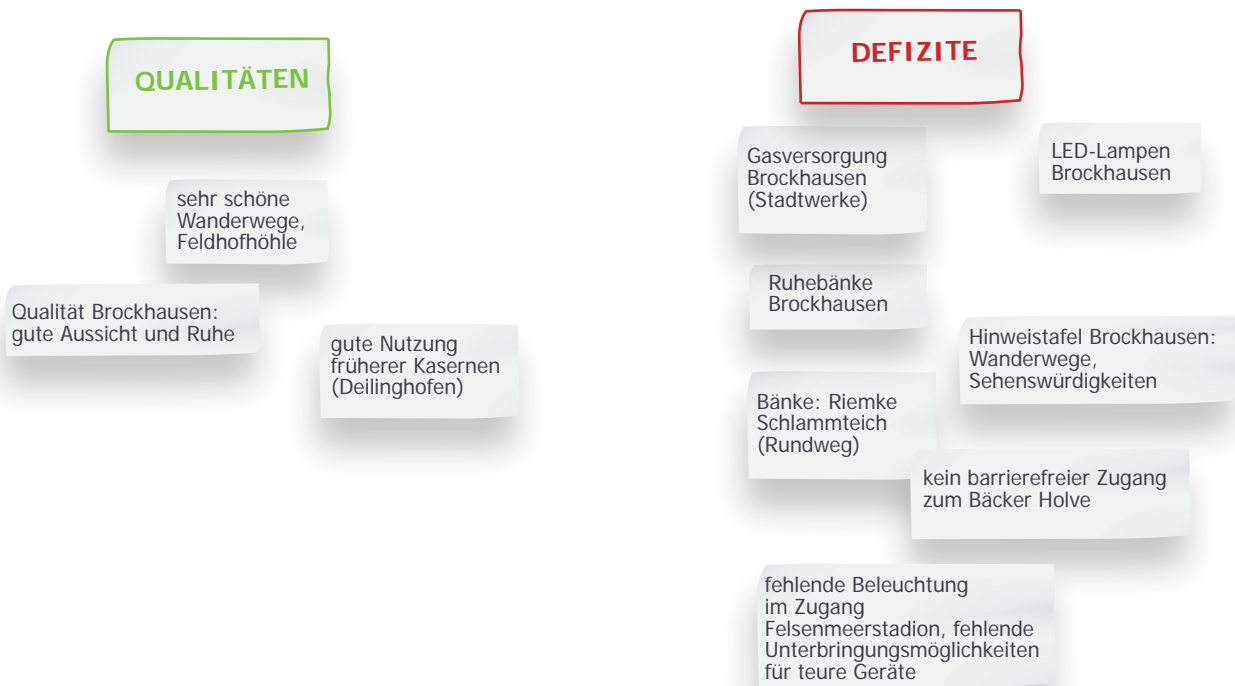 QUALITÄTEN
sehr schöne
Wanderwege,
Feldhofhöhle
Qualität Brockhausen:
gute Aussicht und Ruhe
gute Nutzung
früherer Kasernen
(Deilinghofen)
DEFIZITE
Gasversorgung
Brockhausen
(Stadtwerke)
LED-Lampen
Brockhausen
Ruhebänke
Brockhausen
Hinweistafel Brockhausen:
Wanderwege,
Sehenswürdigkeiten
Bänke: Riemke
Schlammteich
(Rundweg)
kein barrierefreier Zugang
zum Bäcker Holve
fehlende Beleuchtung
im Zugang
Felsenmeerstadion, fehlende
Unterbringungsmöglichkeiten
für teure Geräte